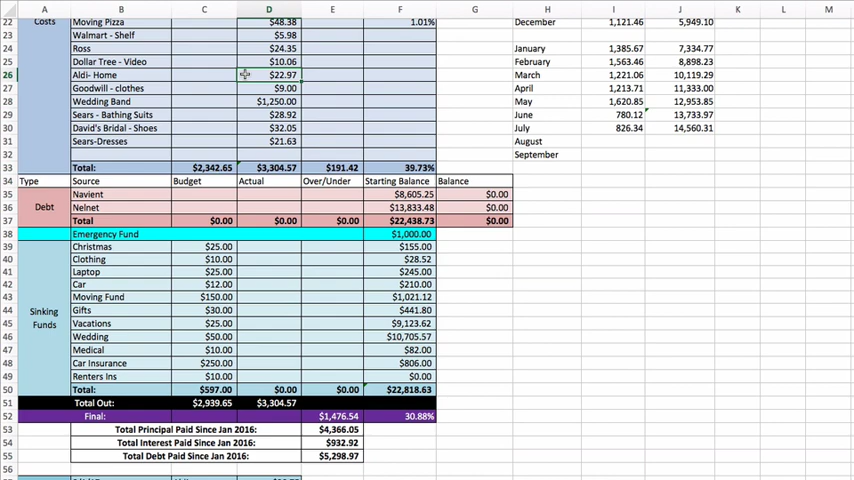 A B C D E F G H I J K L M
22 Costs Moving Pizza $48.38 1.01% December 1,121.46 5,949.10
23 Walmart - Shelf $5.98
24 Ross $24.35 January 1,385.67 7,334.77
25 Dollar Tree - Video $10.06 February 1,563.46 8,898.23
26 Aldi- Home $22.97 March 1,221.06 10,119.29
27 Goodwill - clothes $9.00 April 1,213.71 11,333.00
28 Wedding Band $1,250.00 May 1,620.85 12,953.85
29 Sears - Bathing Suits $28.92 June 780.12 13,733.97
30 David's Bridal - Shoes $32.05 July 826.34 14,560.31
31 Sears-Dresses $21.63 August
32 September
33 Total: $2,342.65 $3,304.57 $191.42 39.73%
34 Type Source Budget Actual Over/Under Starting Balance Balance
35 Navient $8,605.25 $0.00
36 Debt Nelnet $13,833.48 $0.00
37 Total $0.00 $0.00 $0.00 $22,438.73 $0.00
38 Emergency Fund $1,000.00
39 Christmas $25.00 $155.00
40 Clothing $10.00 $28.52
41 Laptop $25.00 $245.00
42 Car $12.00 $210.00
43 Moving Fund $150.00 $1,021.12
44 Sinking Gifts $30.00 $441.80
45 Funds Vacations $25.00 $9,123.62
46 Wedding $50.00 $10,705.57
47 Medical $10.00 $82.00
48 Car Insurance $250.00 $806.00
49 Renters Ins $10.00 $0.00
50 Total: $597.00 $0.00 $0.00 $22,818.63
51 Total Out: $2,939.65 $3,304.57
52 Final: $1,476.54 30.88%
53 Total Principal Paid Since Jan 2016: $4,366.05
54 Total Interest Paid Since Jan 2016: $932.92
55 Total Debt Paid Since Jan 2016: $5,298.97
56